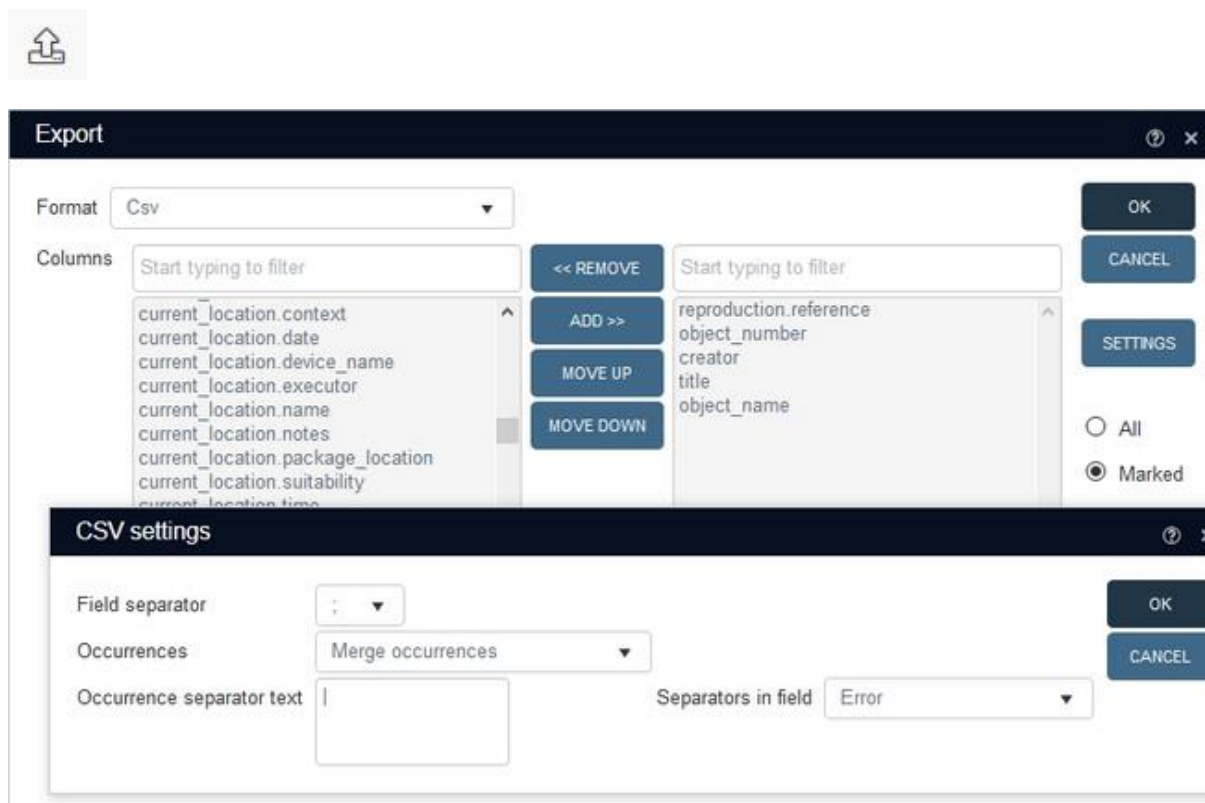 Export
Format Csv
Columns Start typing to filter << REMOVE Start typing to filter
OK
CANCEL
current_location.context
current_location.date
current_location.device_name
current_location.executor
current_location.name
current_location.notes
current_location.package_location
current_location.suitability
current_location.time
ADD >>
MOVE UP
MOVE DOWN
reproduction.reference
object_number
creator
title
object_name
SETTINGS
All
Marked
CSV settings
Field separator ;
Occurrences Merge occurrences
Occurrence separator text |
Separators in field Error
OK
CANCEL